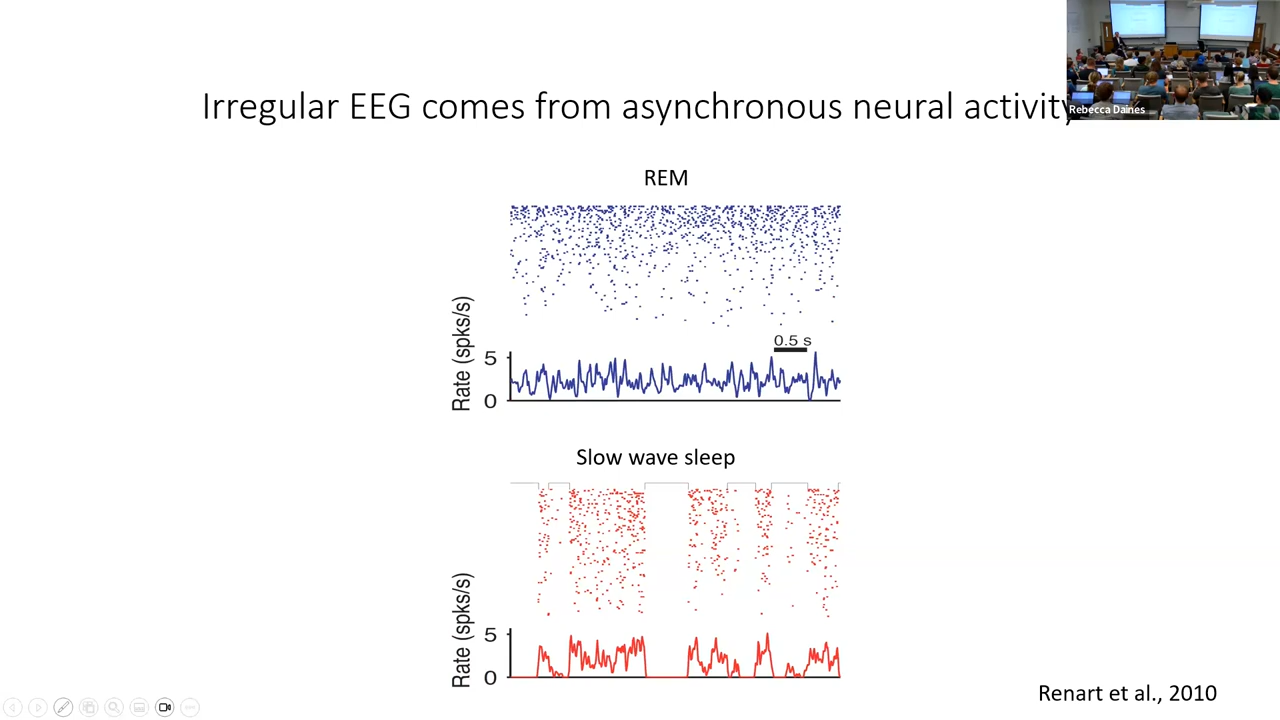 Irregular EEG comes from asynchronous neural activity
Rebecca Daines
REM
Rate (spks/s)
5
0
0.5 s
Slow wave sleep
Rate (spks/s)
5
0
Renart et al., 2010